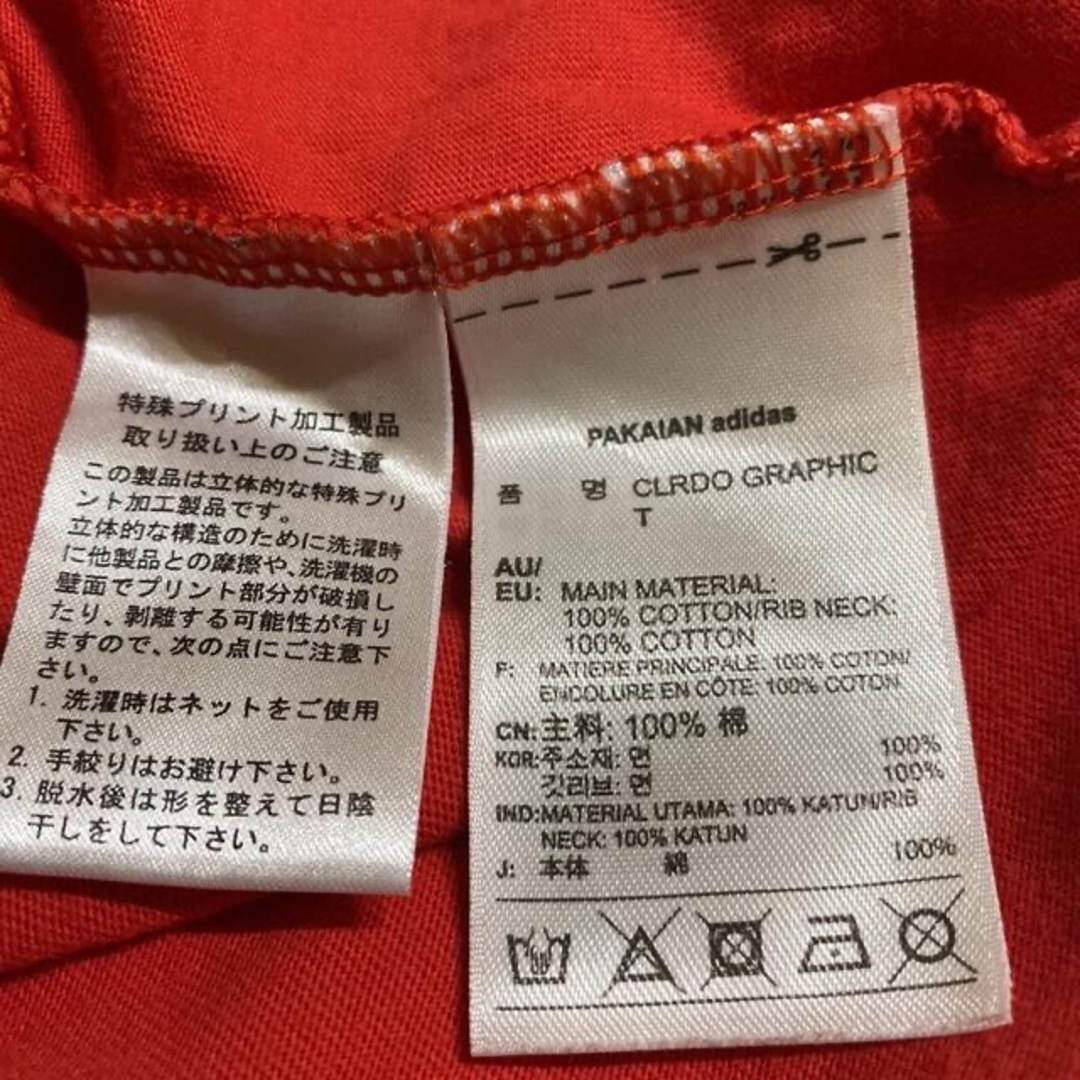 特殊プリント加工製品
取り扱い上のご注意
この製品は立体的な特殊プリ
ント加工製品です。
立体的な構造のために洗濯時
に他製品との摩擦や、洗濯機の
壁面でプリント部分が破損し
たり、剥離する可能性が有り
ますので、次の点にご注意下
さい。
1. 洗濯時はネットをご使用
下さい。
2. 手絞りはお避け下さい。
3. 脱水後は形を整えて日陰
干しをして下さい。
PAKAIAN adidas
품 명 CLRDO GRAPHIC
T
AU/
EU: MAIN MATERIAL:
100% COTTON/RIB NECK:
100% COTTON
F: MATIERE PRINCIPALE: 100% COTON/
ENCOLURE EN CÔTE: 100% COTON
CN:主料: 100% 棉
KOR:주소재: 면 100%
깃리브: 면 100%
IND:MATERIAL UTAMA: 100% KATUN/RIB
NECK: 100% KATUN
J: 本体 綿 100%